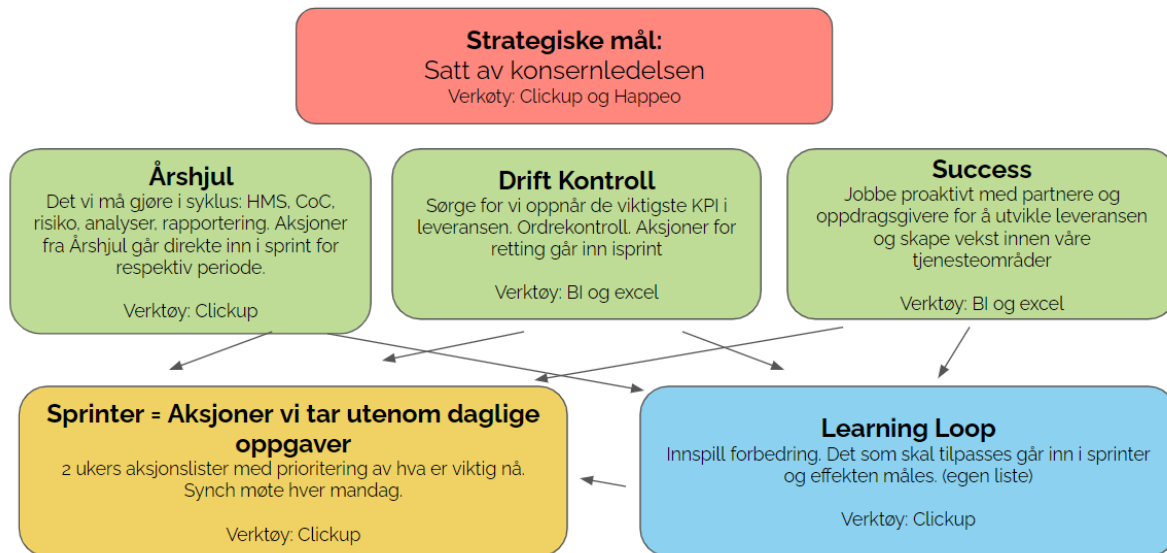 Strategiske mål:
Satt av konsernledelsen
Verkøty: Clickup og Happeo
Årshjul
Det vi må gjøre i syklus: HMS, CoC,
risiko, analyser, rapportering. Aksjoner
fra Årshjul går direkte inn i sprint for
respektiv periode.
Verktøy: Clickup
Drift Kontroll
Sørge for vi oppnår de viktigste KPI i
leveransen. Ordrekontroll. Aksjoner for
retting går inn isprint
Verktøy: BI og excel
Success
Jobbe proaktivt med partnere og
oppdragsgivere for å utvikle leveransen
og skape vekst innen våre
tjenesteområder
Verktøy: BI og excel
Sprinter = Aksjoner vi tar utenom daglige
oppgaver
2 ukers aksjonslister med prioritering av hva er viktig nå.
Synch møte hver mandag.
Verktøy: Clickup
Learning Loop
Innspill forbedring. Det som skal tilpasses går inn i sprinter
og effekten måles. (egen liste)
Verktøy: Clickup